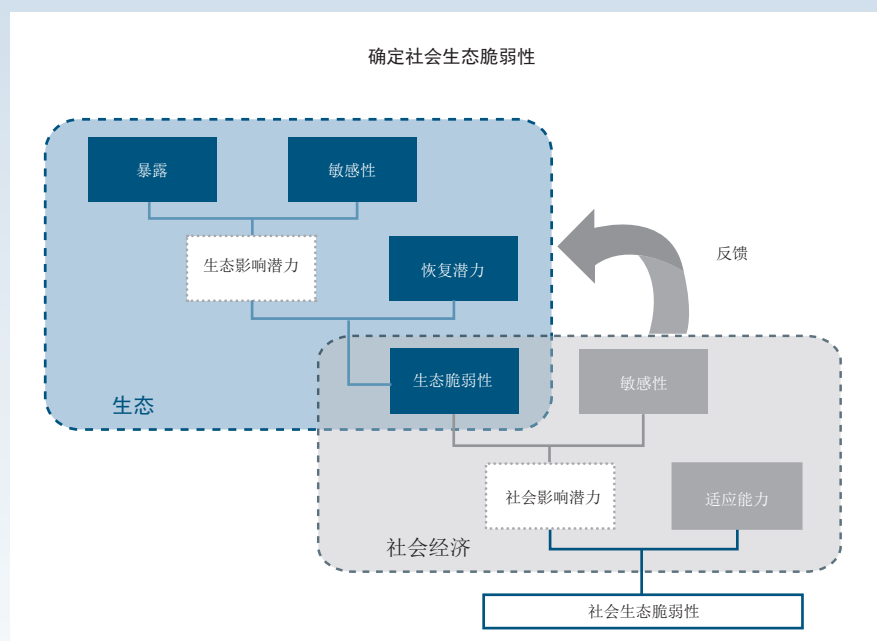 确定社会生态脆弱性
暴露
敏感性
生态影响潜力
恢复潜力
反馈
生态脆弱性
敏感性
生态
社会影响潜力
适应能力
社会经济
社会生态脆弱性